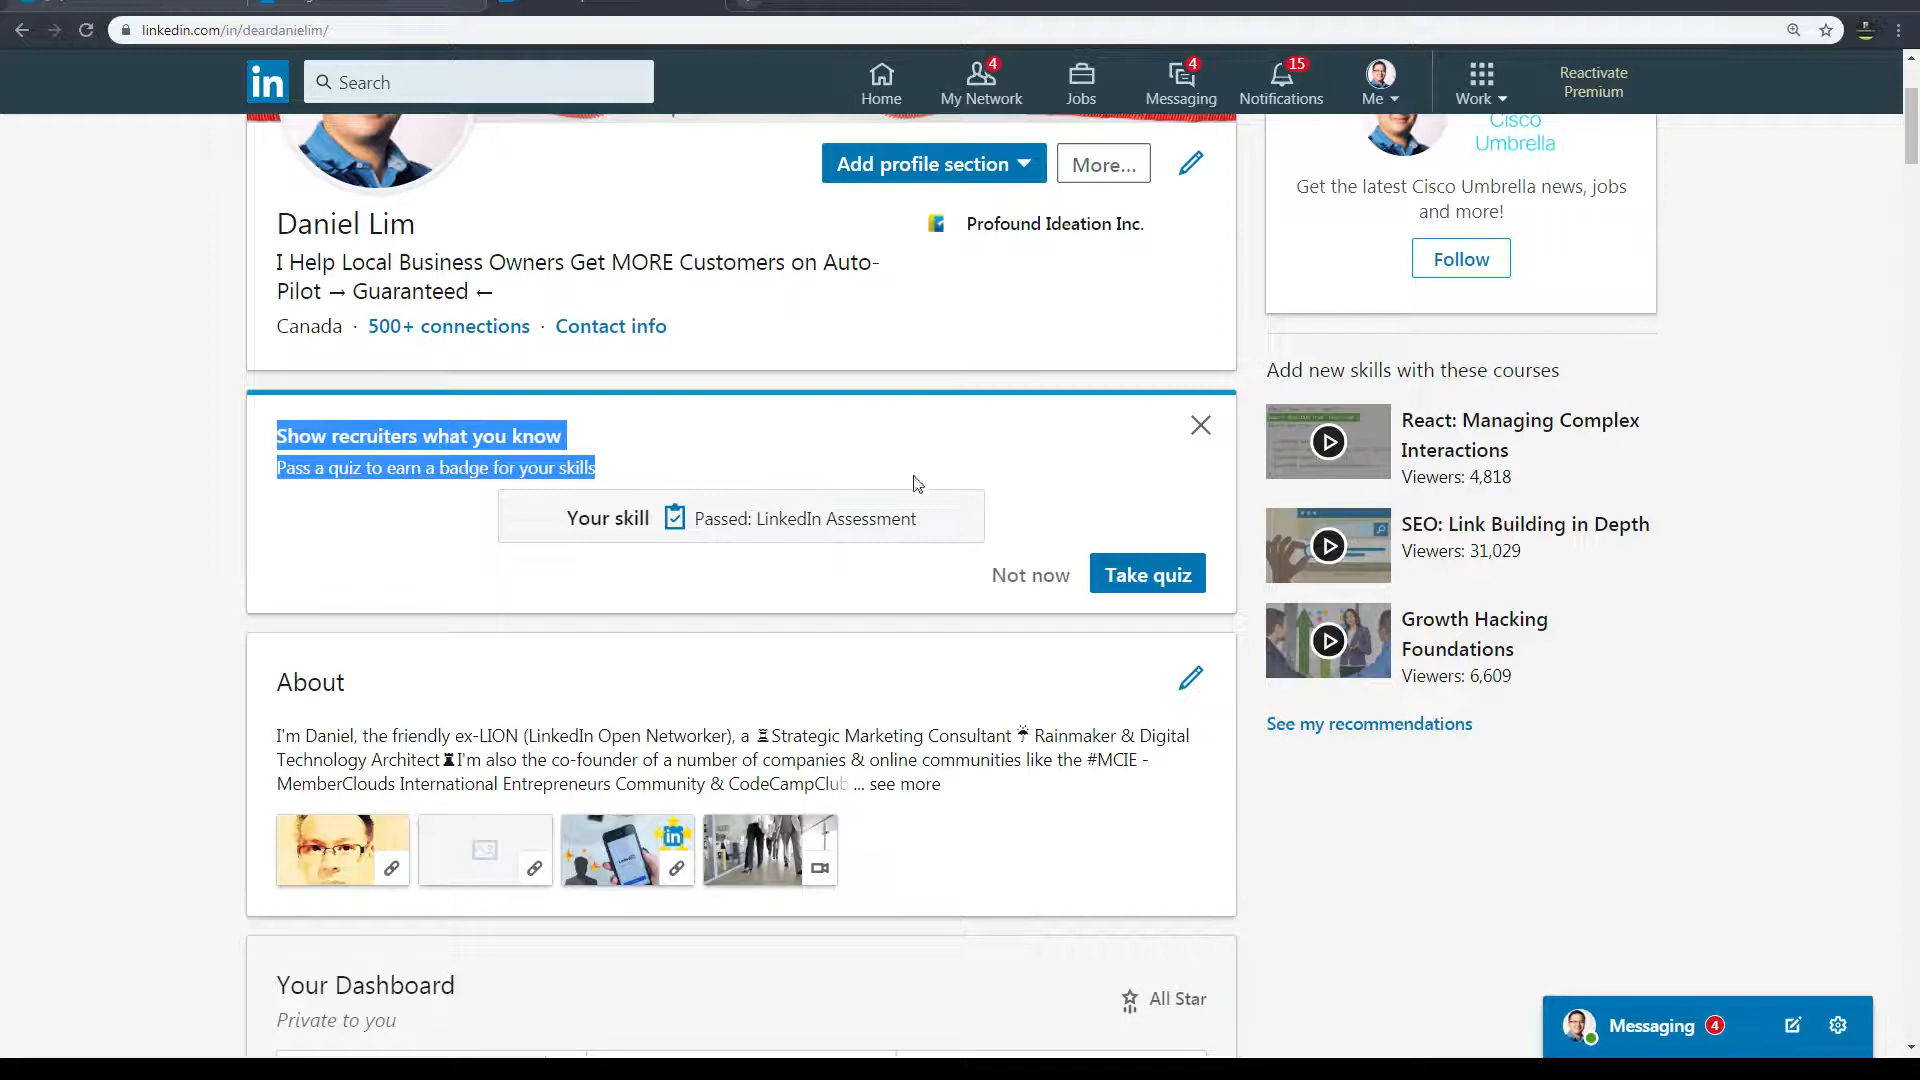 linkedin.com/in/deardanielim/
in
Search
4
4
15
Home
My Network
Jobs
Messaging
Notifications
Me
Work
Reactivate
Premium
Add profile section
More...
Daniel Lim
Profound Ideation Inc.
I Help Local Business Owners Get MORE Customers on Auto-
Pilot → Guaranteed ←
Canada · 500+ connections · Contact info
Show recruiters what you know
Pass a quiz to earn a badge for your skills
Your skill Passed: LinkedIn Assessment
Not now
Take quiz
About
I'm Daniel, the friendly ex-LION (LinkedIn Open Networker), a ♖Strategic Marketing Consultant ☔ Rainmaker & Digital
Technology Architect♜I'm also the co-founder of a number of companies & online communities like the #MCIE -
MemberClouds International Entrepreneurs Community & CodeCampClub ... see more
in
Your Dashboard
Private to you
All Star
Cisco
Umbrella
Get the latest Cisco Umbrella news, jobs
and more!
Follow
Add new skills with these courses
React: Managing Complex
Interactions
Viewers: 4,818
SEO: Link Building in Depth
Viewers: 31,029
Growth Hacking
Foundations
Viewers: 6,609
See my recommendations
Messaging 4